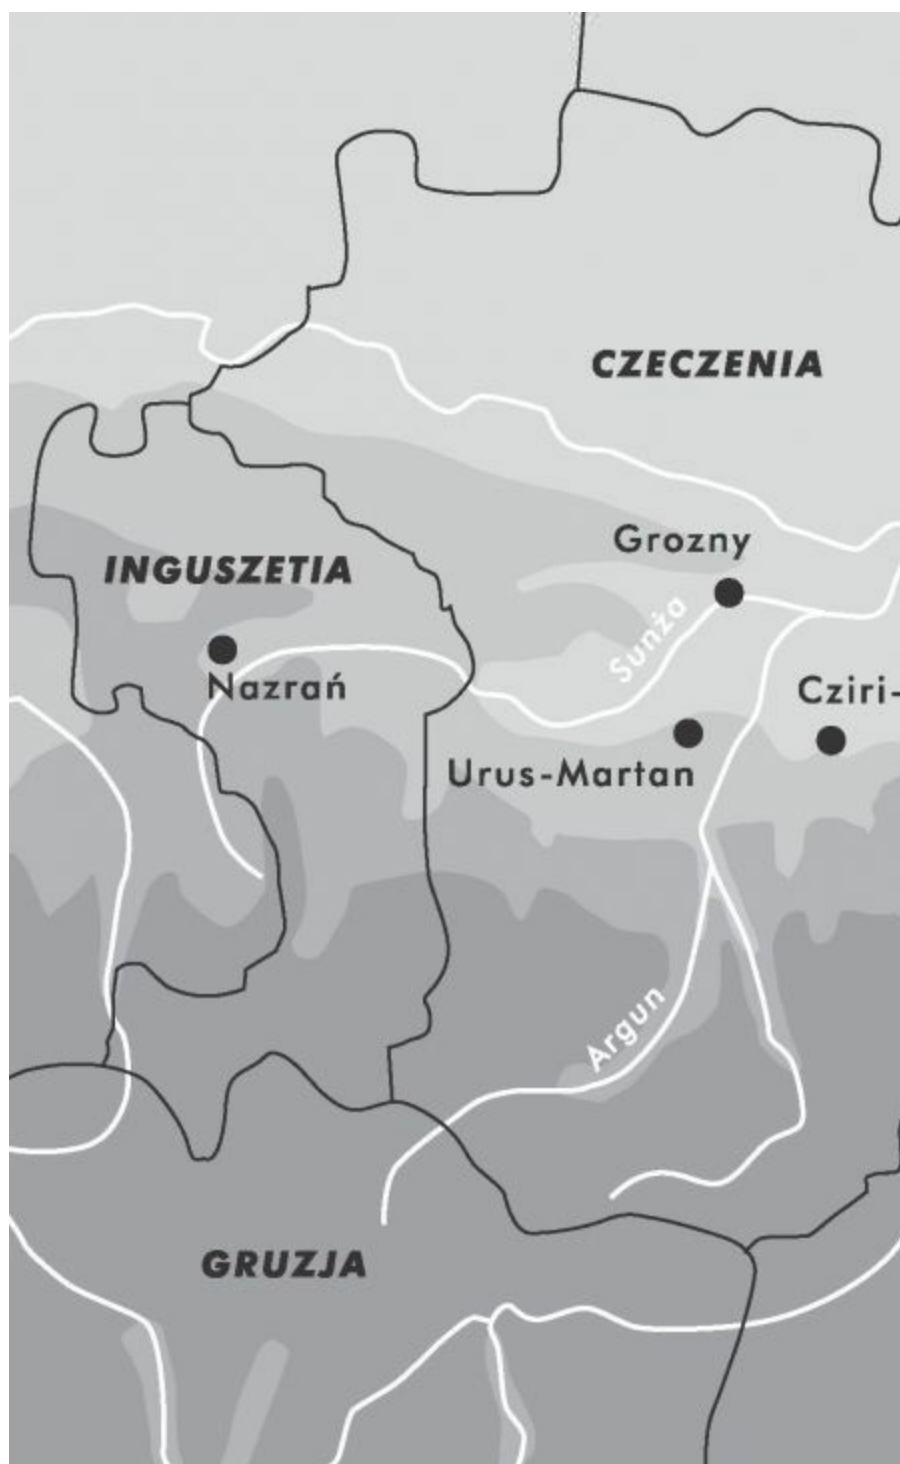 CZECZENIA
Grozny
INGUSZETIA
Sunża
Nazrań
Cziri-
Urus-Martan
Argun
GRUZJA